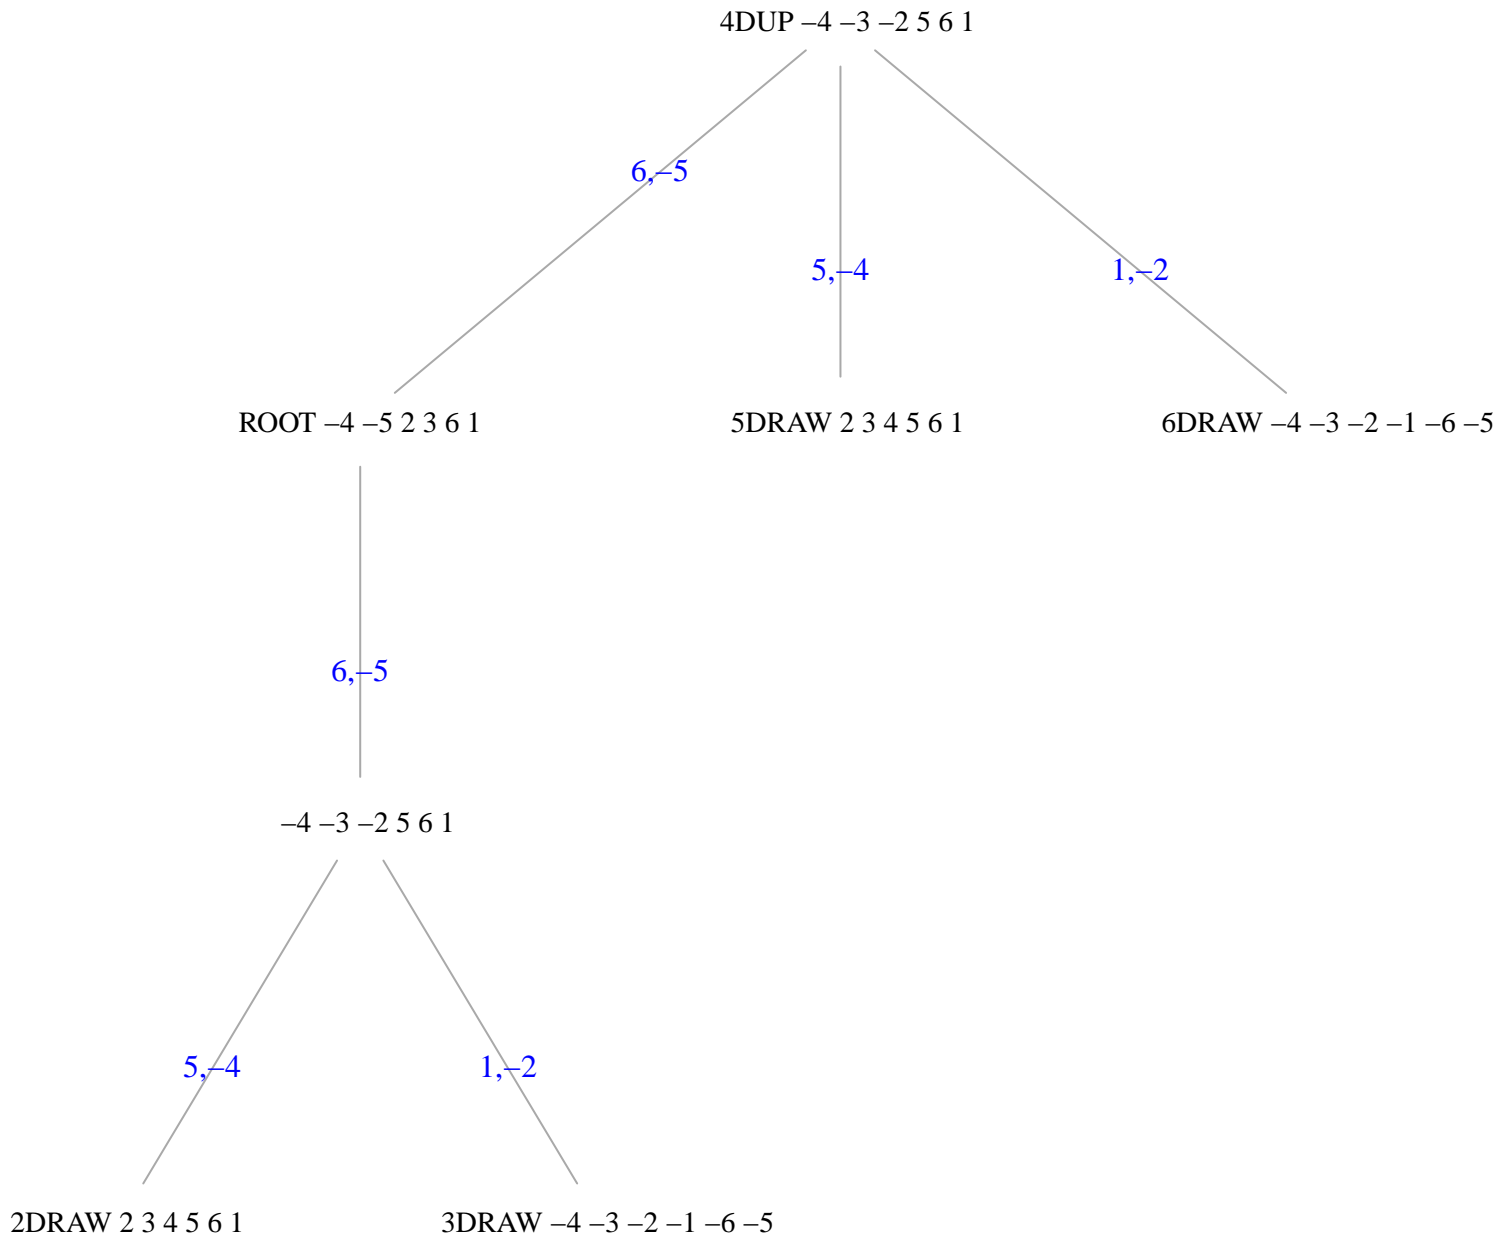 4DUP –4 –3 –2 5 6 1
6,–5
5,–4
1,–2
ROOT –4 –5 2 3 6 1
5DRAW 2 3 4 5 6 1
6DRAW –4 –3 –2 –1 –6 –5
6,–5
–4 –3 –2 5 6 1
5,–4
1,–2
2DRAW 2 3 4 5 6 1
3DRAW –4 –3 –2 –1 –6 –5